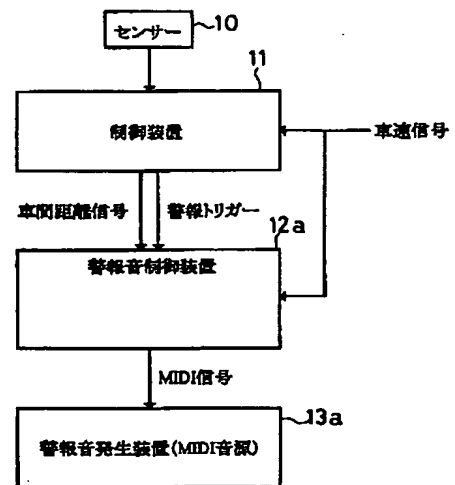 センサー
10
11
制御装置
車速信号
車間距離信号
警報トリガー
12a
警報音制御装置
MIDI信号
13a
警報音発生装置(MIDI音源)